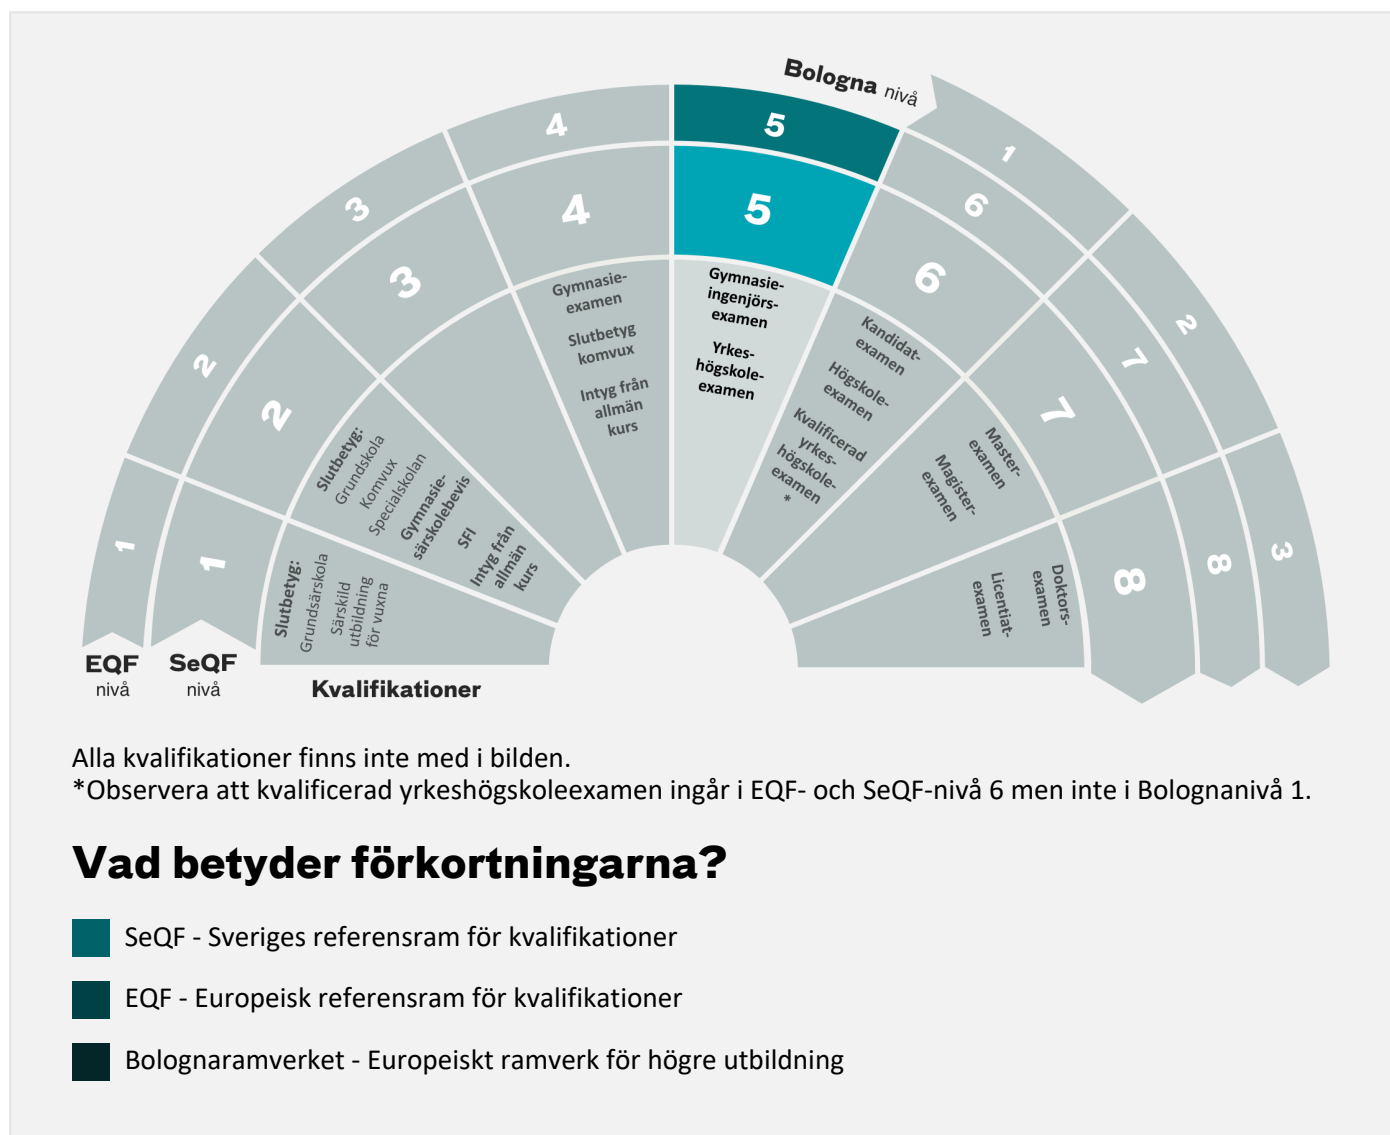 Bologna nivå
1
2
3
1
2
3
4
5
6
7
8
1
2
3
4
5
6
7
8
Slutbetyg:
Grundsärskola
Särskild
utbildning
för vuxna
Slutbetyg:
Grundskola
Komvux
Specialskolan
Gymnasie-
särskolebevis
SFI
Intyg från
allmän
kurs
Gymnasie-
examen
Slutbetyg
komvux
Intyg från
allmän
kurs
Gymnasie-
ingenjörs-
examen
Yrkes-
högskole-
examen
Kandidat-
examen
Högskole-
examen
Kvalificerad
yrkes-
högskole-
examen
*
Master-
examen
Magister-
examen
Doktors-
examen
Licentiat-
examen
EQF
nivå
SeQF
nivå
Kvalifikationer
Alla kvalifikationer finns inte med i bilden.
*Observera att kvalificerad yrkeshögskoleexamen ingår i EQF- och SeQF-nivå 6 men inte i Bolognanivå 1.
Vad betyder förkortningarna?
SeQF - Sveriges referensram för kvalifikationer
EQF - Europeisk referensram för kvalifikationer
Bolognaramverket - Europeiskt ramverk för högre utbildning